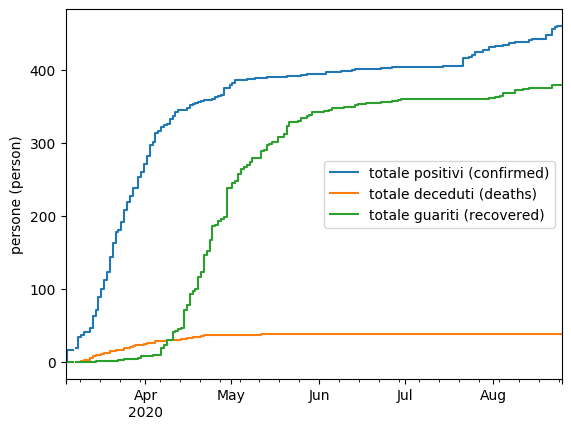 400
300
200
100
0
persone (person)
totale positivi (confirmed)
totale deceduti (deaths)
totale guariti (recovered)
Apr
2020
May
Jun
Jul
Aug